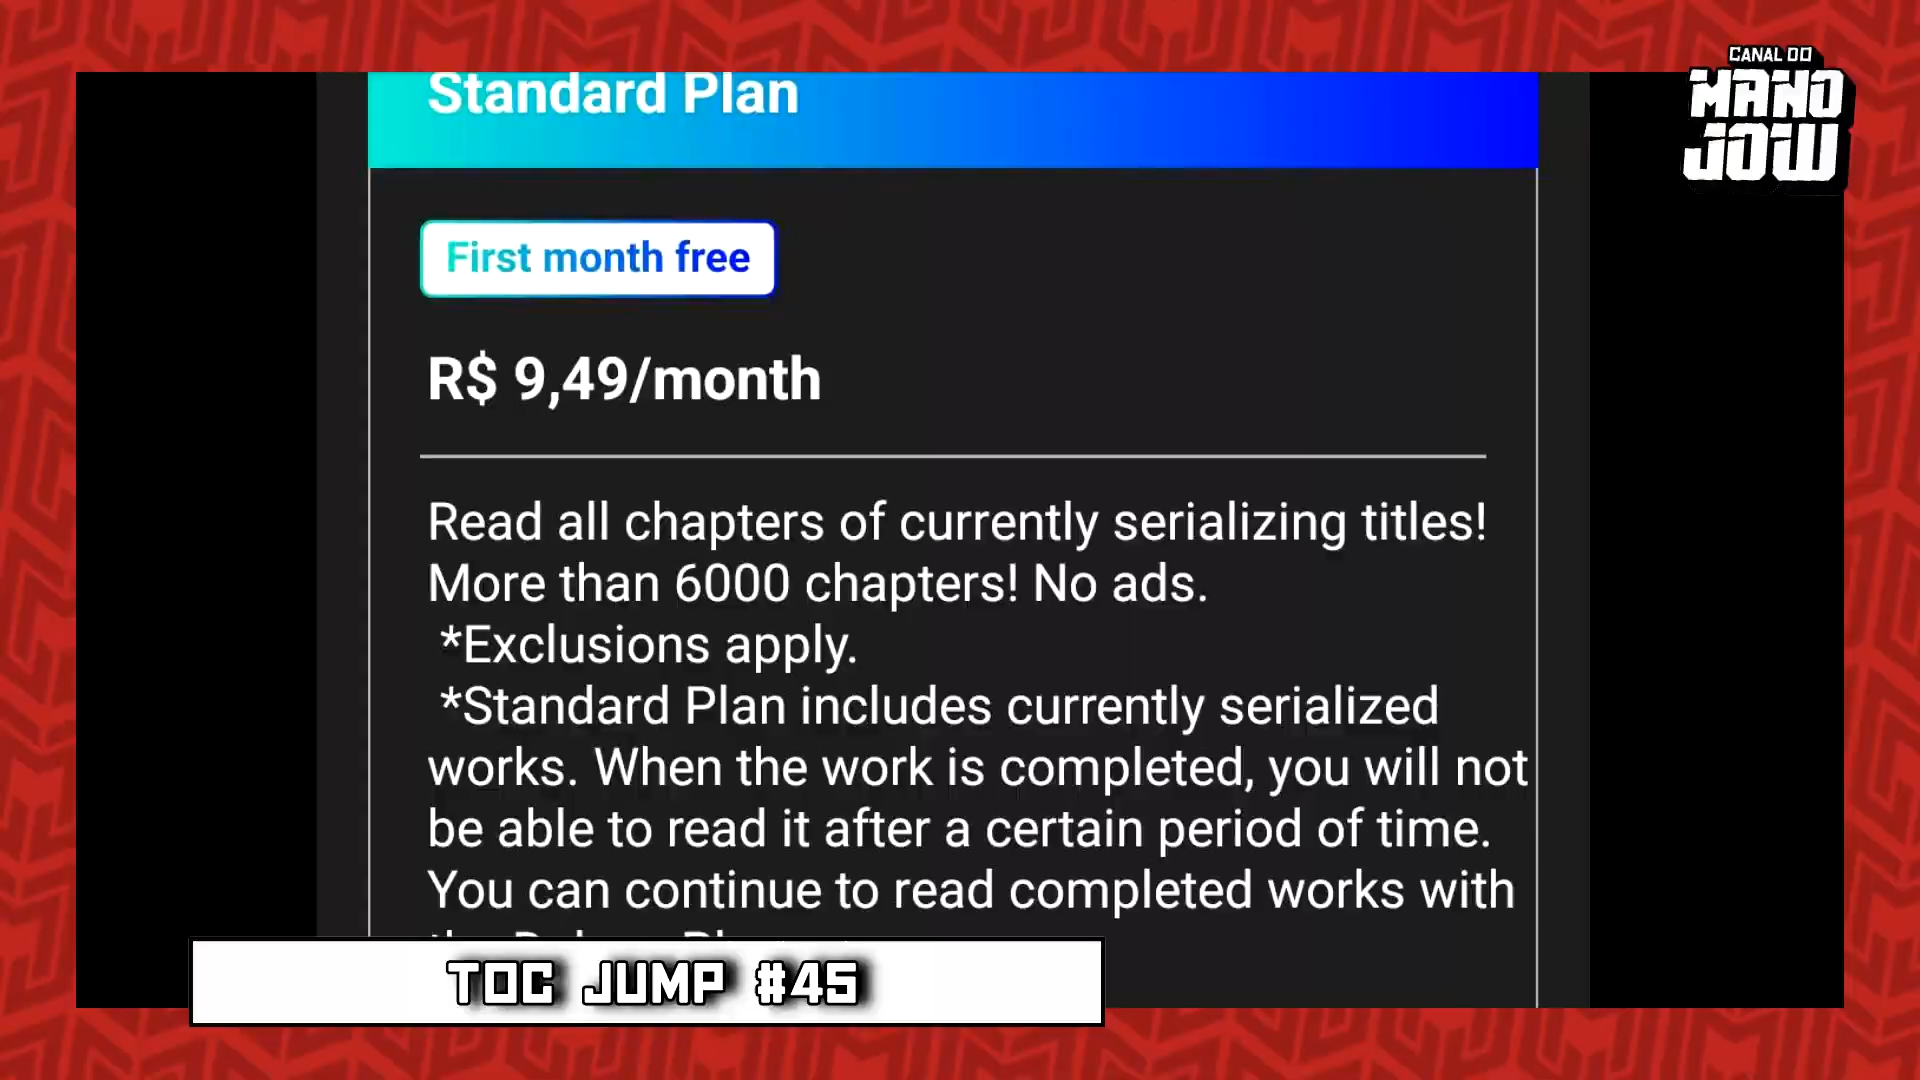 CANAL DO
MANO
JOW
Standard Plan
First month free
R$ 9,49/month
Read all chapters of currently serializing titles!
More than 6000 chapters! No ads.
*Exclusions apply.
*Standard Plan includes currently serialized
works. When the work is completed, you will not
be able to read it after a certain period of time.
You can continue to read completed works with
TOC JUMP #45